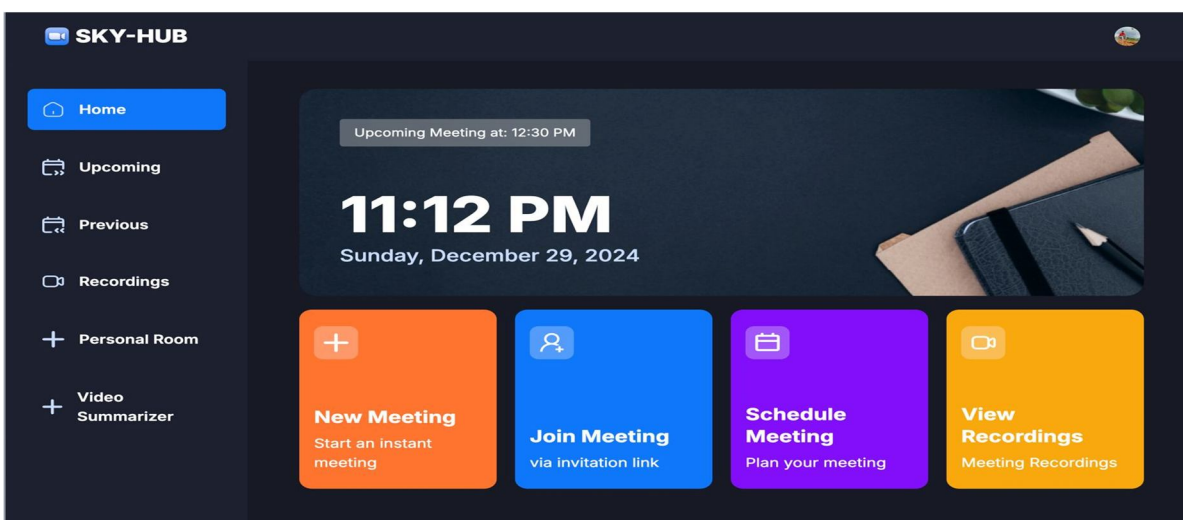 SKY-HUB
Home
Upcoming
Previous
Recordings
Personal Room
Video
Summarizer
Upcoming Meeting at: 12:30 PM
11:12 PM
Sunday, December 29, 2024
New Meeting
Start an instant
meeting
Join Meeting
via invitation link
Schedule
Meeting
Plan your meeting
View
Recordings
Meeting Recordings